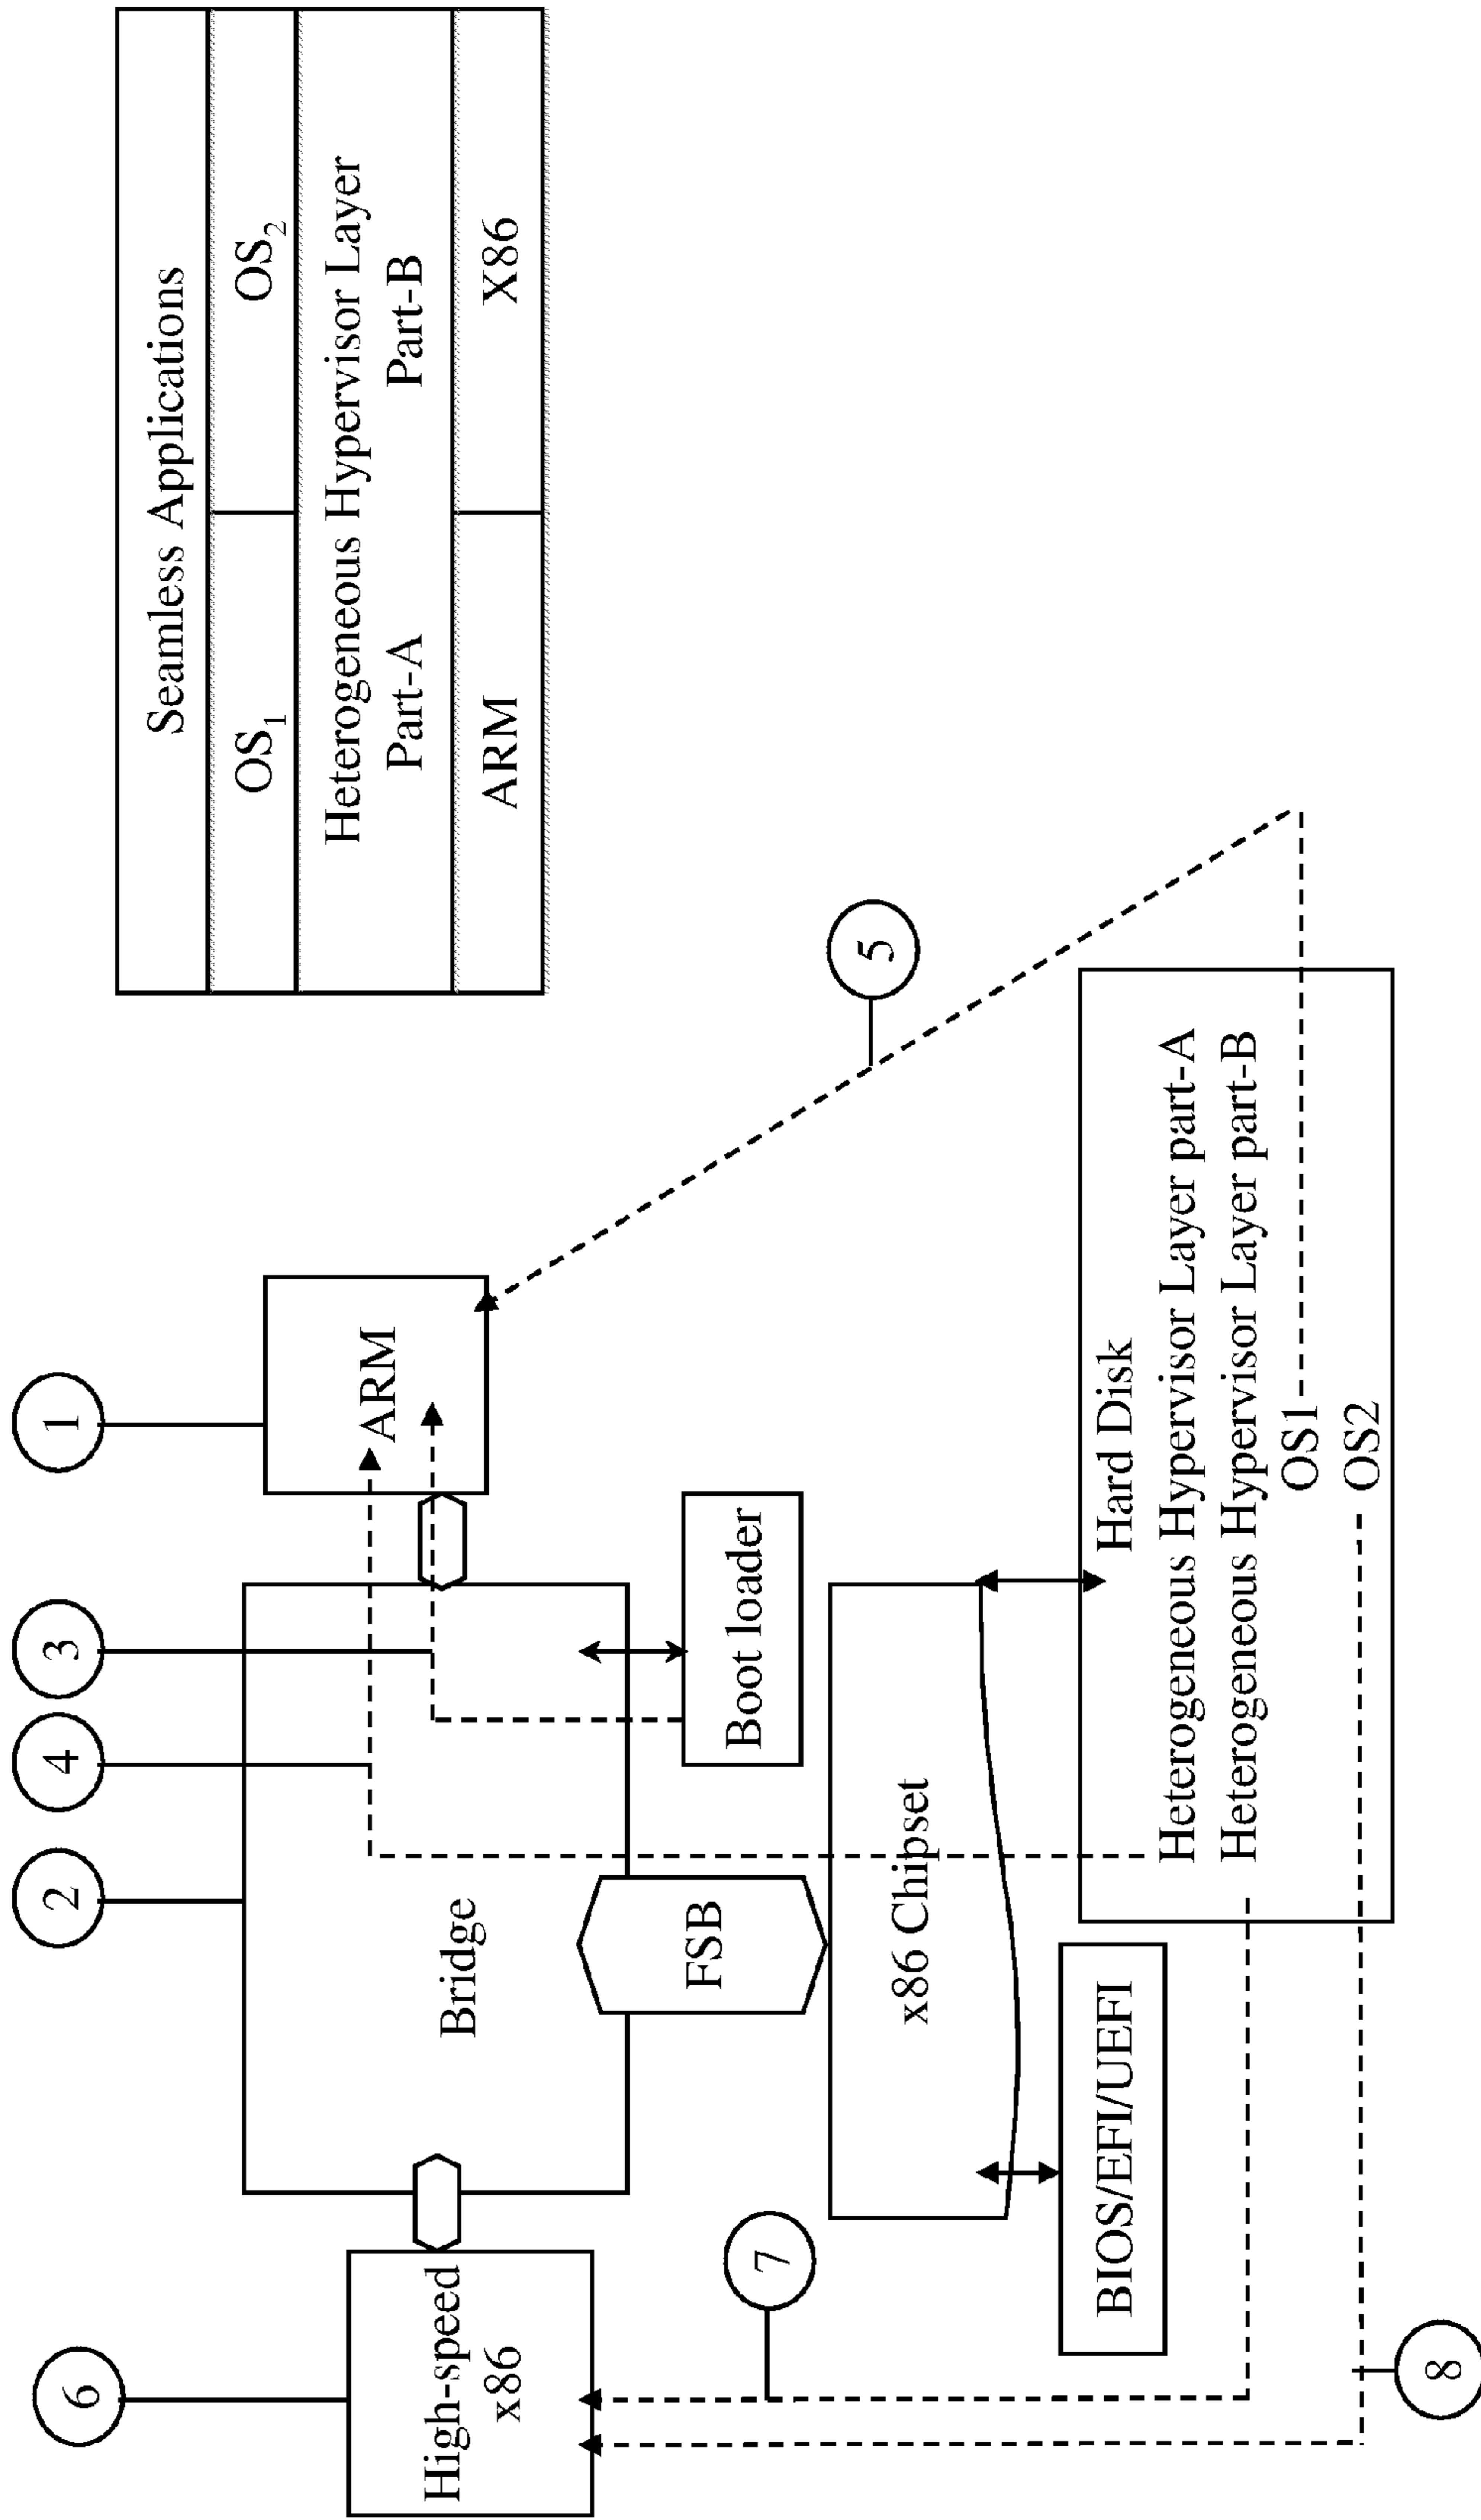 Seamless Applications
OS1
OS2
Heterogeneous Hypervisor Layer
Part-A
Part-B
ARM
X86
6
2
4
3
1
High-speed
x86
Bridge
ARM
7
FSB
Boot loader
5
x86 Chipset
BIOS/EFI/UEFI
Hard Disk
Heterogeneous Hypervisor Layer part-A
Heterogeneous Hypervisor Layer part-B
OS1
OS2
8